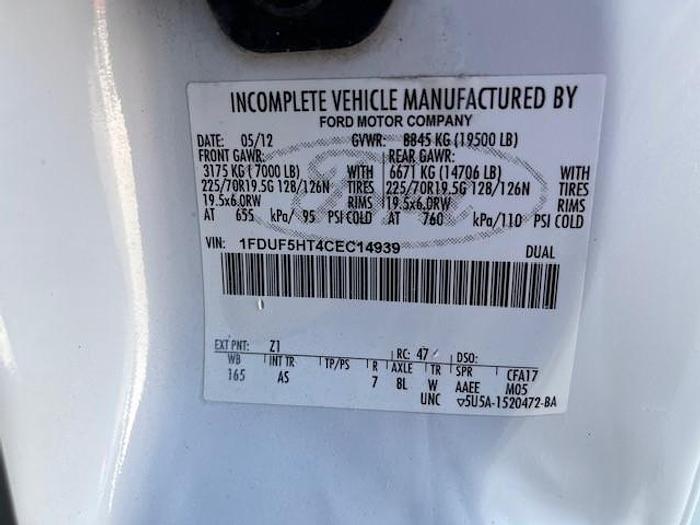 INCOMPLETE VEHICLE MANUFACTURED BY
FORD MOTOR COMPANY
DATE: 05/12 GVWR: 8845 KG (19500 LB)
FRONT GAWR: REAR GAWR:
3175 KG (7000 LB) WITH 6671 KG (14706 LB) WITH
225/70R19.5G 128/126N TIRES 225/70R19.5G 128/126N TIRES
19.5x6.0RW RIMS 19.5x6.0RW RIMS
AT 655 kPa/ 95 PSI COLD AT 760 kPa/110 PSI COLD
VIN: 1FDUF5HT4CEC14939 DUAL
EXT PNT: Z1 RC: 47 DSO:
WB INT TR TP/PS R AXLE TR SPR CFA17
165 AS 7 8L W AAEE M05
UNC ▽5U5A-1520472-BA